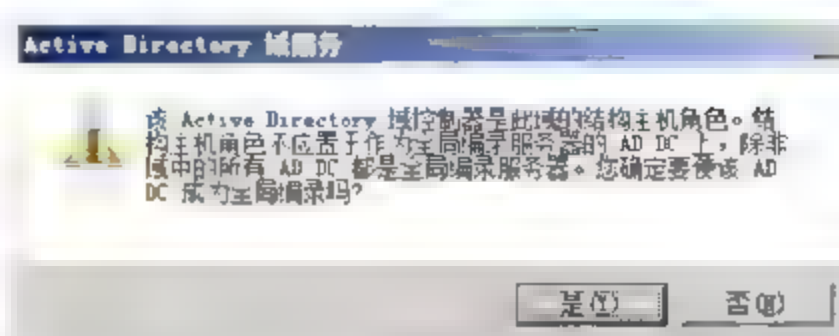 Active Directory 域服务
该 Active Directory 域控制器是此域的结构主机角色。结
构主机角色不应位于作为全局编录服务器的 AD DC 上，除非
域中的所有 AD DC 都是全局编录服务器。您确定要使该 AD
DC 成为全局编录吗?
是(Y)
否(N)